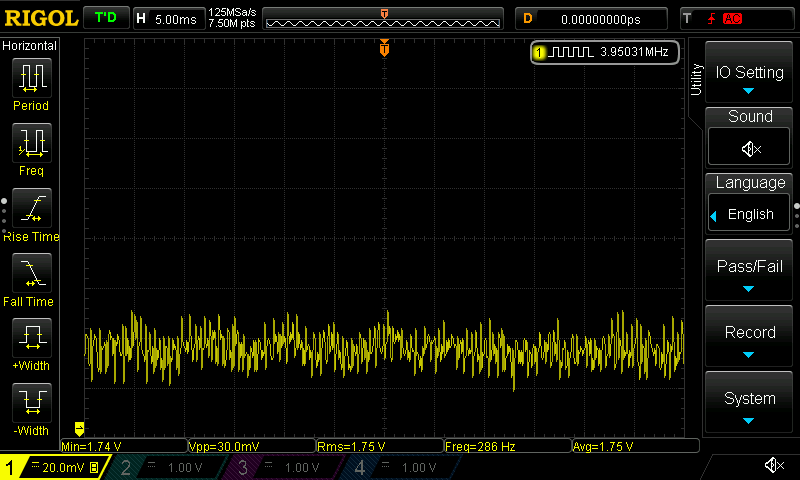 RIGOL T'D H 5.00ms 125MSa/s D 0.00000000ps T AC
7.50M pts
Horizontal
T
T
1 3.95031MHz
Period
Freq
Rise Time
Fall Time
+Width
-Width
Utility
IO Setting
Sound
Language
English
Pass/Fail
Record
System
Min=1.74 V Vpp=30.0mV Rms=1.75 V Freq=286 Hz Avg=1.75 V
1 20.0mV B 2 1.00 V 3 1.00 V 4 1.00 V